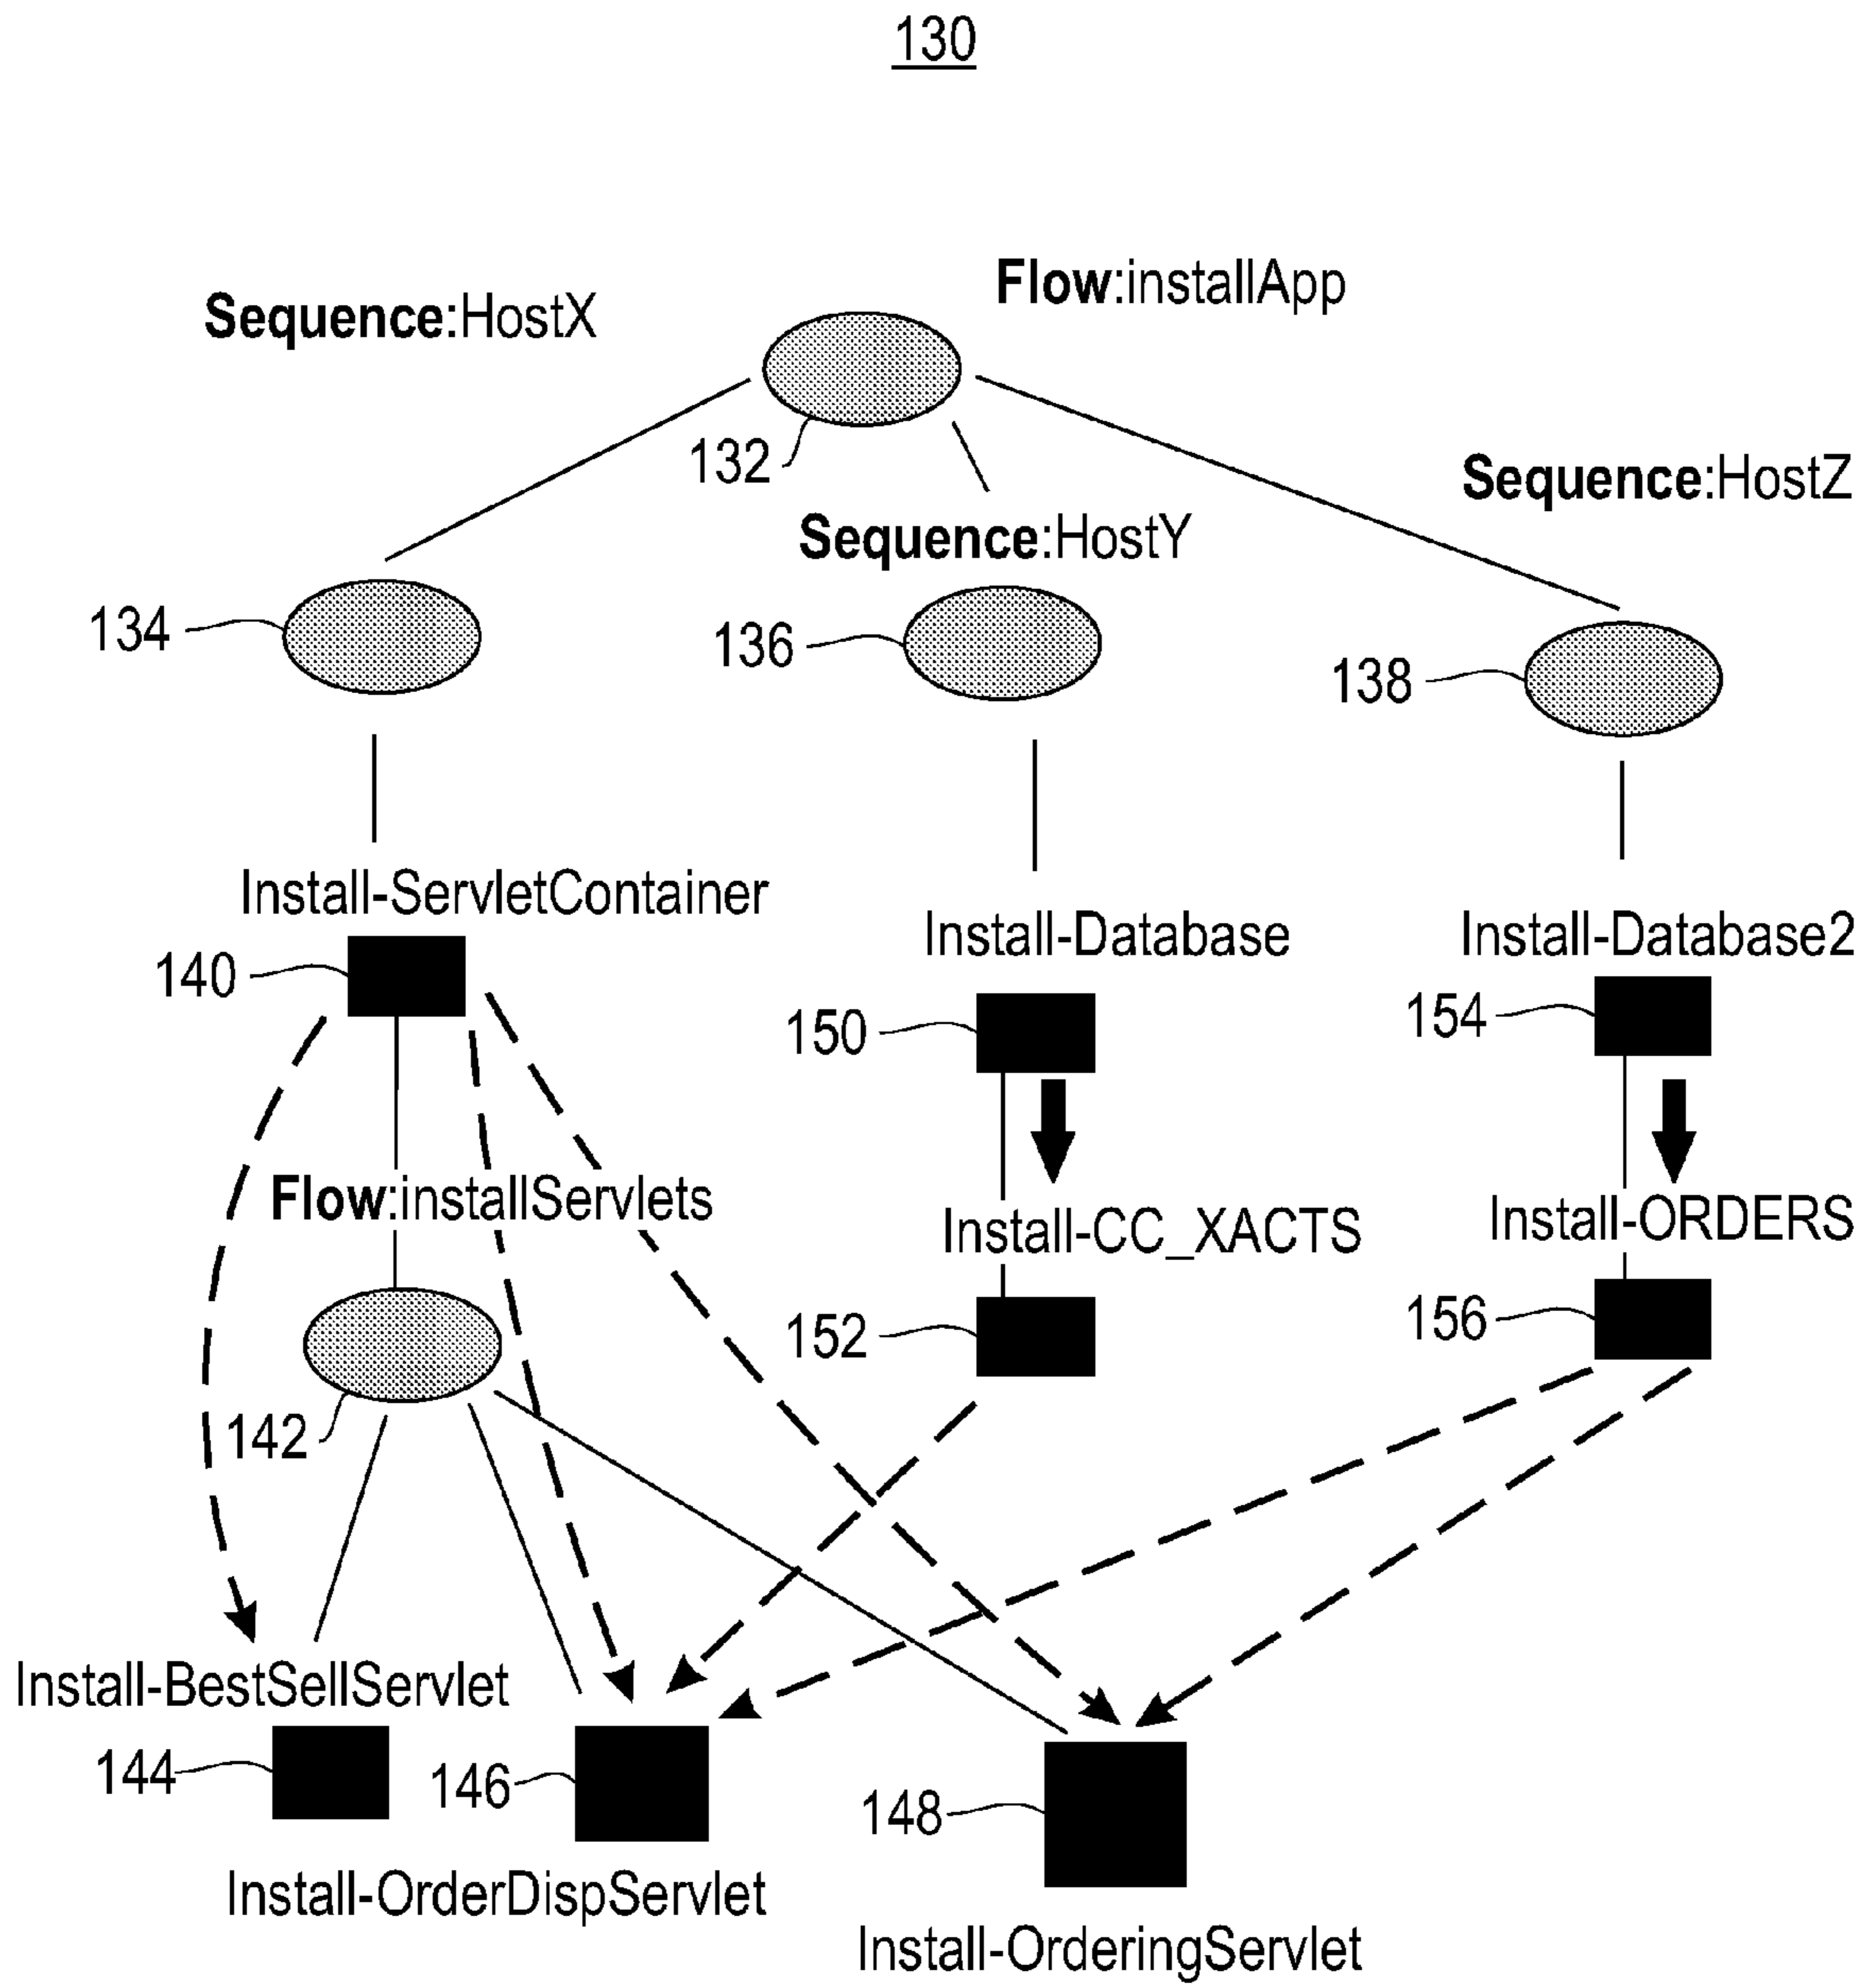 130
Flow:installApp
Sequence:HostX
132
Sequence:HostZ
Sequence:HostY
134
136
138
Install-ServletContainer
Install-Database
Install-Database2
140
150
154
Flow:installServlets
Install-CC_XACTS
Install-ORDERS
152
156
142
Install-BestSellServlet
144
146
148
Install-OrderDispServlet
Install-OrderingServlet